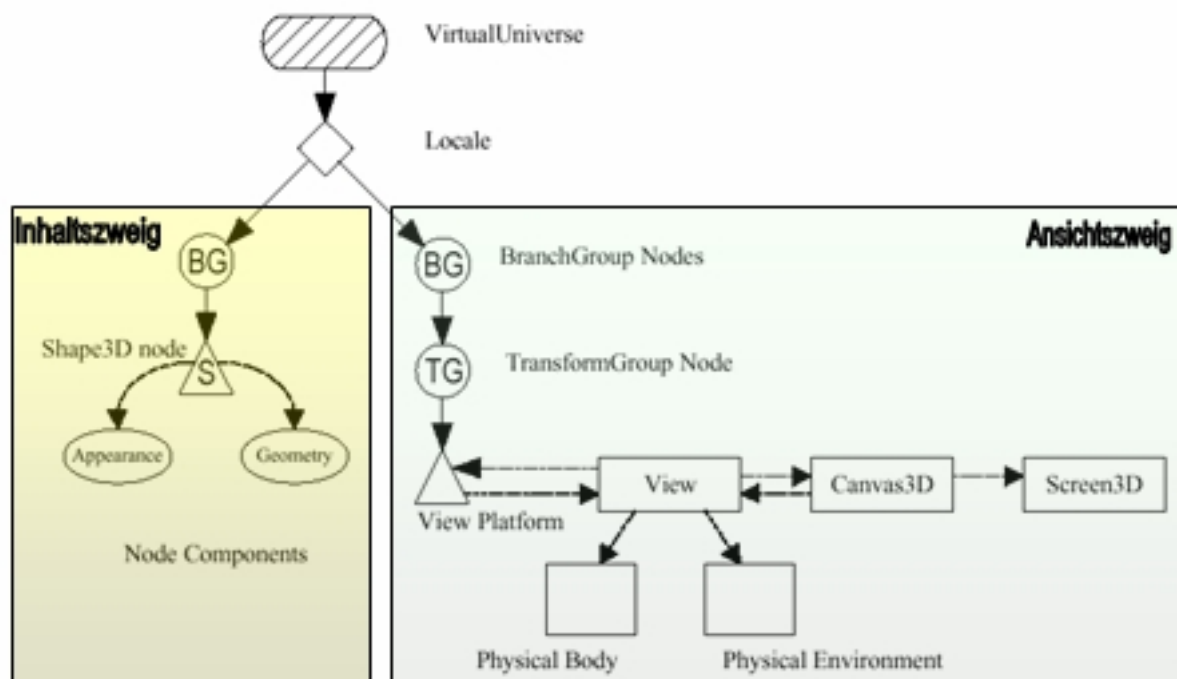 VirtualUniverse
Locale
Inhaltszweig
BG
Shape3D node
S
Appearance
Geometry
Node Components
Ansichtszweig
BG
BranchGroup Nodes
TG
TransformGroup Node
View Platform
View
Canvas3D
Screen3D
Physical Body
Physical Environment